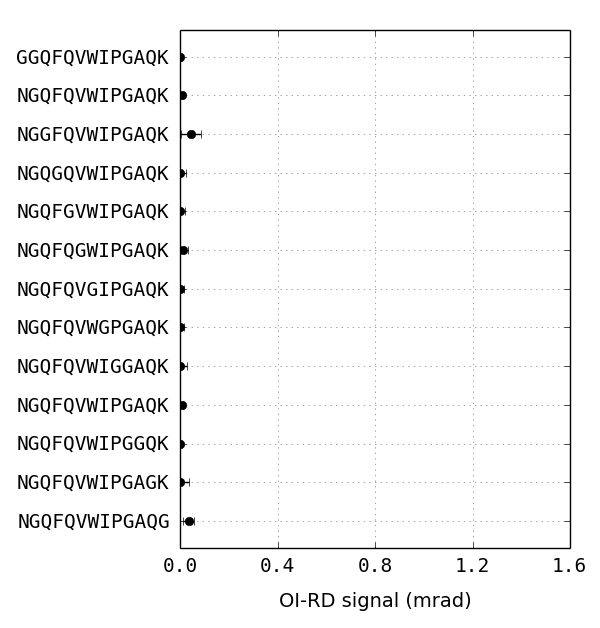 GGQFQVWIPGAQK
NGQFQVWIPGAQK
NGGFQVWIPGAQK
NGQGQVWIPGAQK
NGQFGVWIPGAQK
NGQFQGWIPGAQK
NGQFQVGIPGAQK
NGQFQVWGPGAQK
NGQFQVWIGGAQK
NGQFQVWIPGAQK
NGQFQVWIPGGQK
NGQFQVWIPGAGK
NGQFQVWIPGAQG
0.0 0.4 0.8 1.2 1.6
OI-RD signal (mrad)